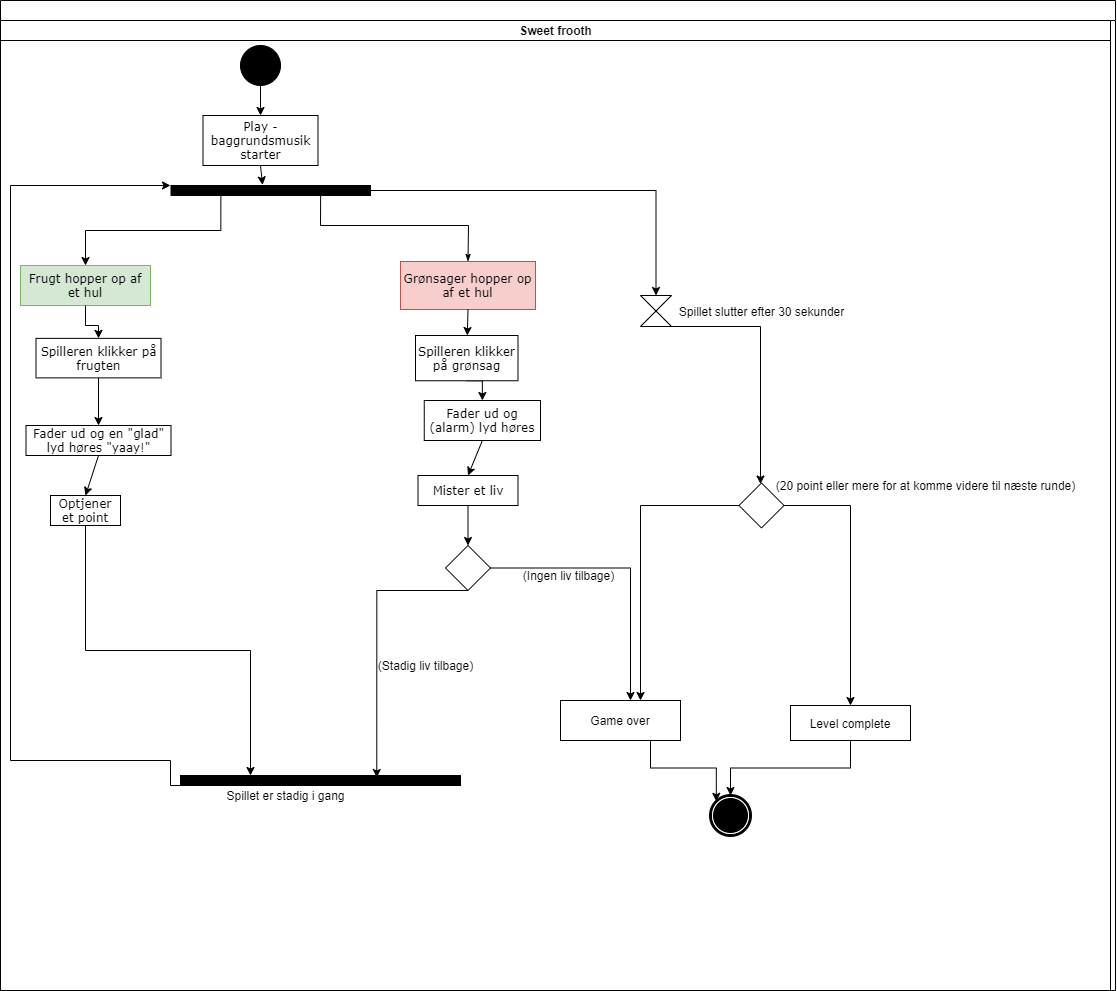 Sweet frooth
Play -
baggrundsmusik
starter
Frugt hopper op af
et hul
Grønsager hopper op
af et hul
Spillet slutter efter 30 sekunder
Spilleren klikker på
frugten
Spilleren klikker
på grønsag
Fader ud og en "glad"
lyd høres "yaay!"
Fader ud og
(alarm) lyd høres
Optjener
et point
Mister et liv
(20 point eller mere for at komme videre til næste runde)
(Ingen liv tilbage)
(Stadig liv tilbage)
Game over
Level complete
Spillet er stadig i gang